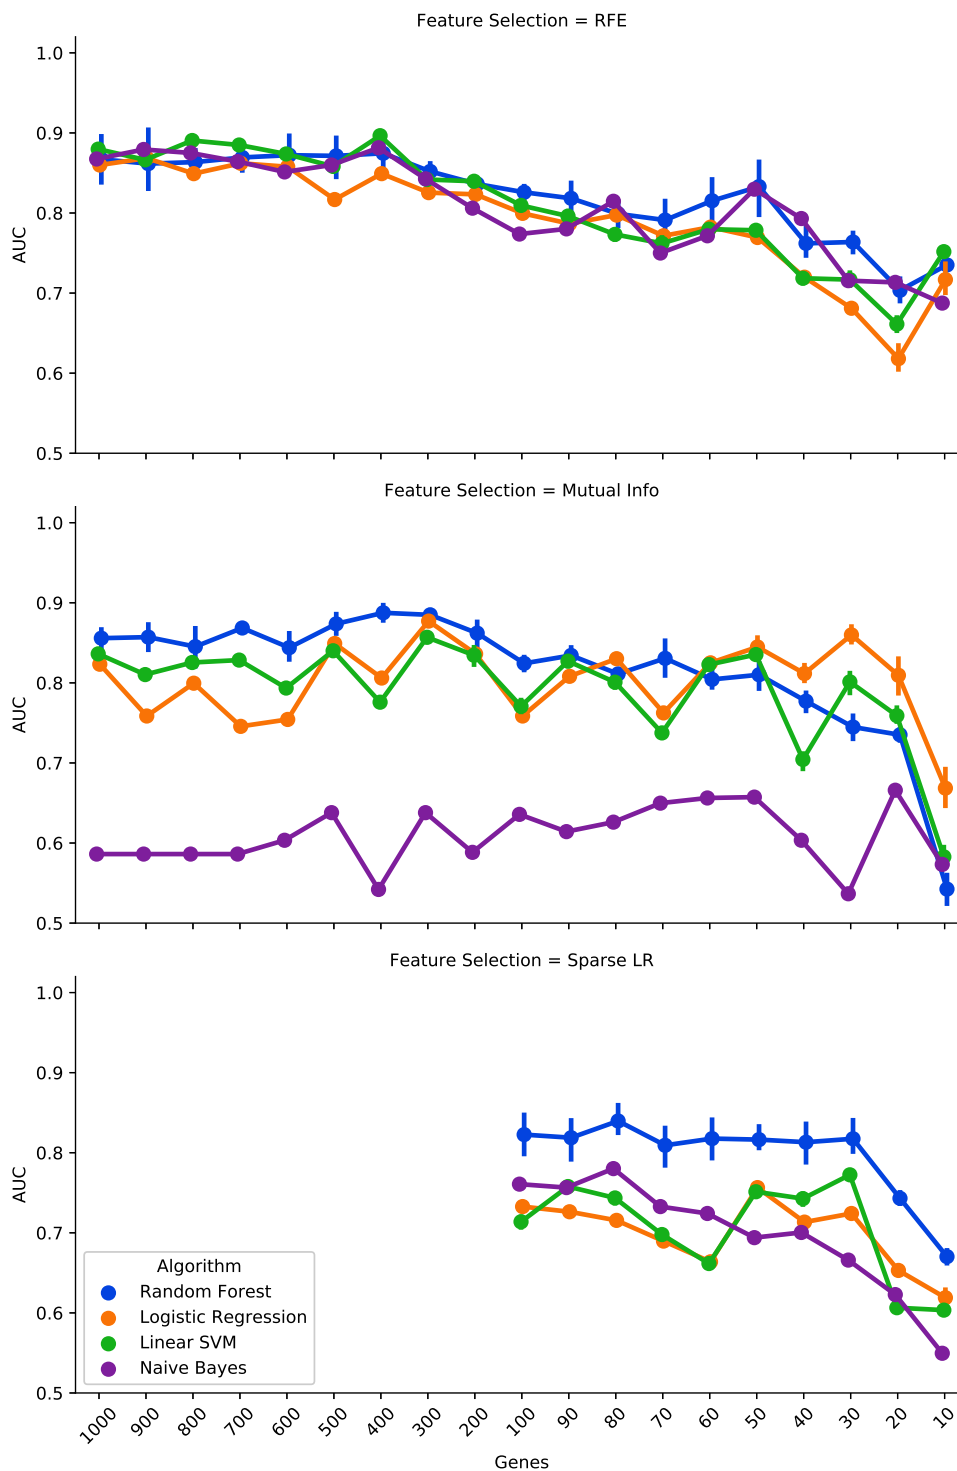 Feature Selection = RFE
1.0
0.9
0.8
0.7
0.6
0.5
AUC
Feature Selection = Mutual Info
1.0
0.9
0.8
0.7
0.6
0.5
AUC
Feature Selection = Sparse LR
1.0
0.9
0.8
0.7
0.6
0.5
AUC
Algorithm
Random Forest
Logistic Regression
Linear SVM
Naive Bayes
1000 900 800 700 600 500 400 300 200 100 90 80 70 60 50 40 30 20 10
Genes